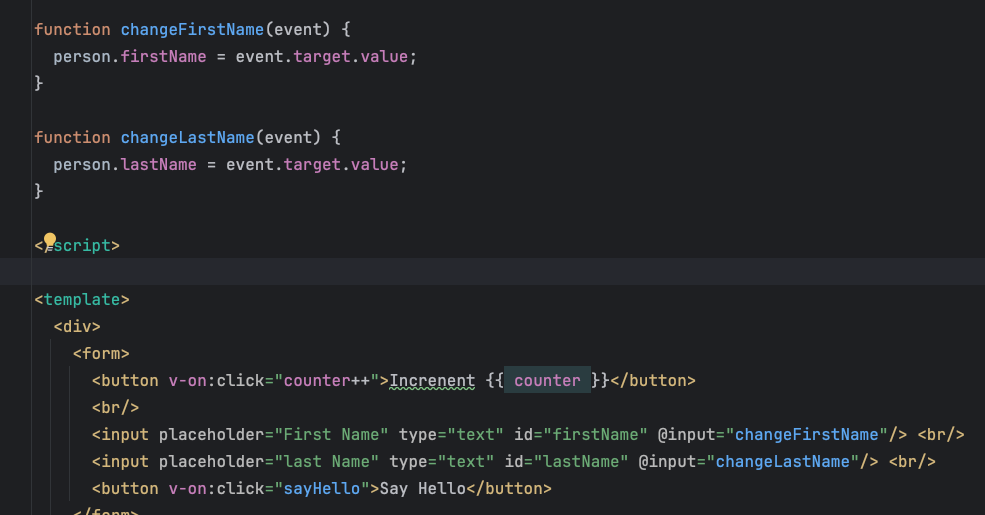 function changeFirstName(event) {
  person.firstName = event.target.value;
}
function changeLastName(event) {
  person.lastName = event.target.value;
}
</script>
<template>
  <div>
    <form>
      <button v-on:click="counter++">Increnent {{ counter }}</button>
      <br/>
      <input placeholder="First Name" type="text" id="firstName" @input="changeFirstName"/> <br/>
      <input placeholder="last Name" type="text" id="lastName" @input="changeLastName"/> <br/>
      <button v-on:click="sayHello">Say Hello</button>
    </form>